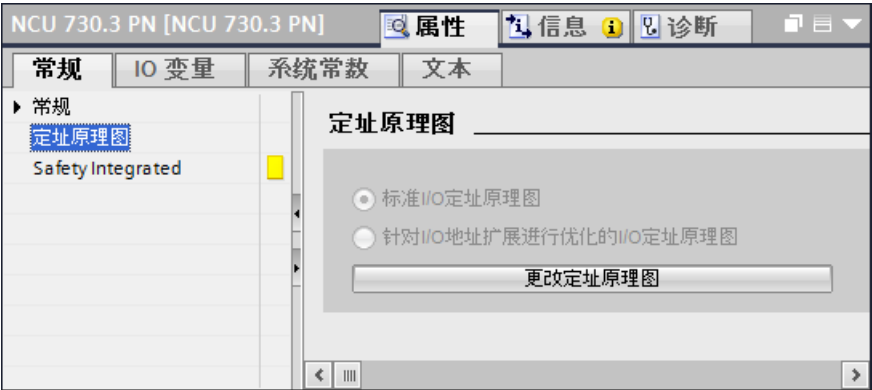 NCU 730.3 PN [NCU 730.3 PN]
属性
信息
诊断
常规
IO 变量
系统常数
文本
常规
定址原理图
Safety Integrated
定址原理图
标准I/O定址原理图
针对I/O地址扩展进行优化的I/O定址原理图
更改定址原理图